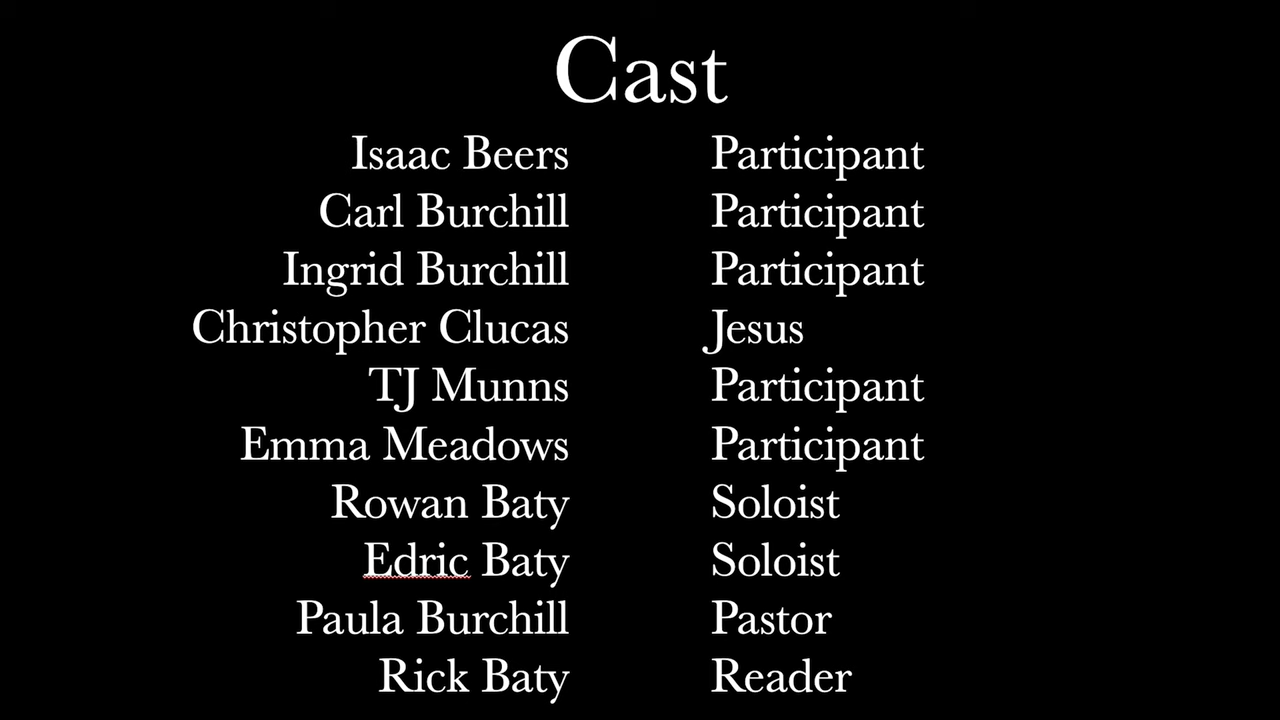 Cast
Isaac Beers Participant
Carl Burchill Participant
Ingrid Burchill Participant
Christopher Clucas Jesus
TJ Munns Participant
Emma Meadows Participant
Rowan Baty Soloist
Edric Baty Soloist
Paula Burchill Pastor
Rick Baty Reader